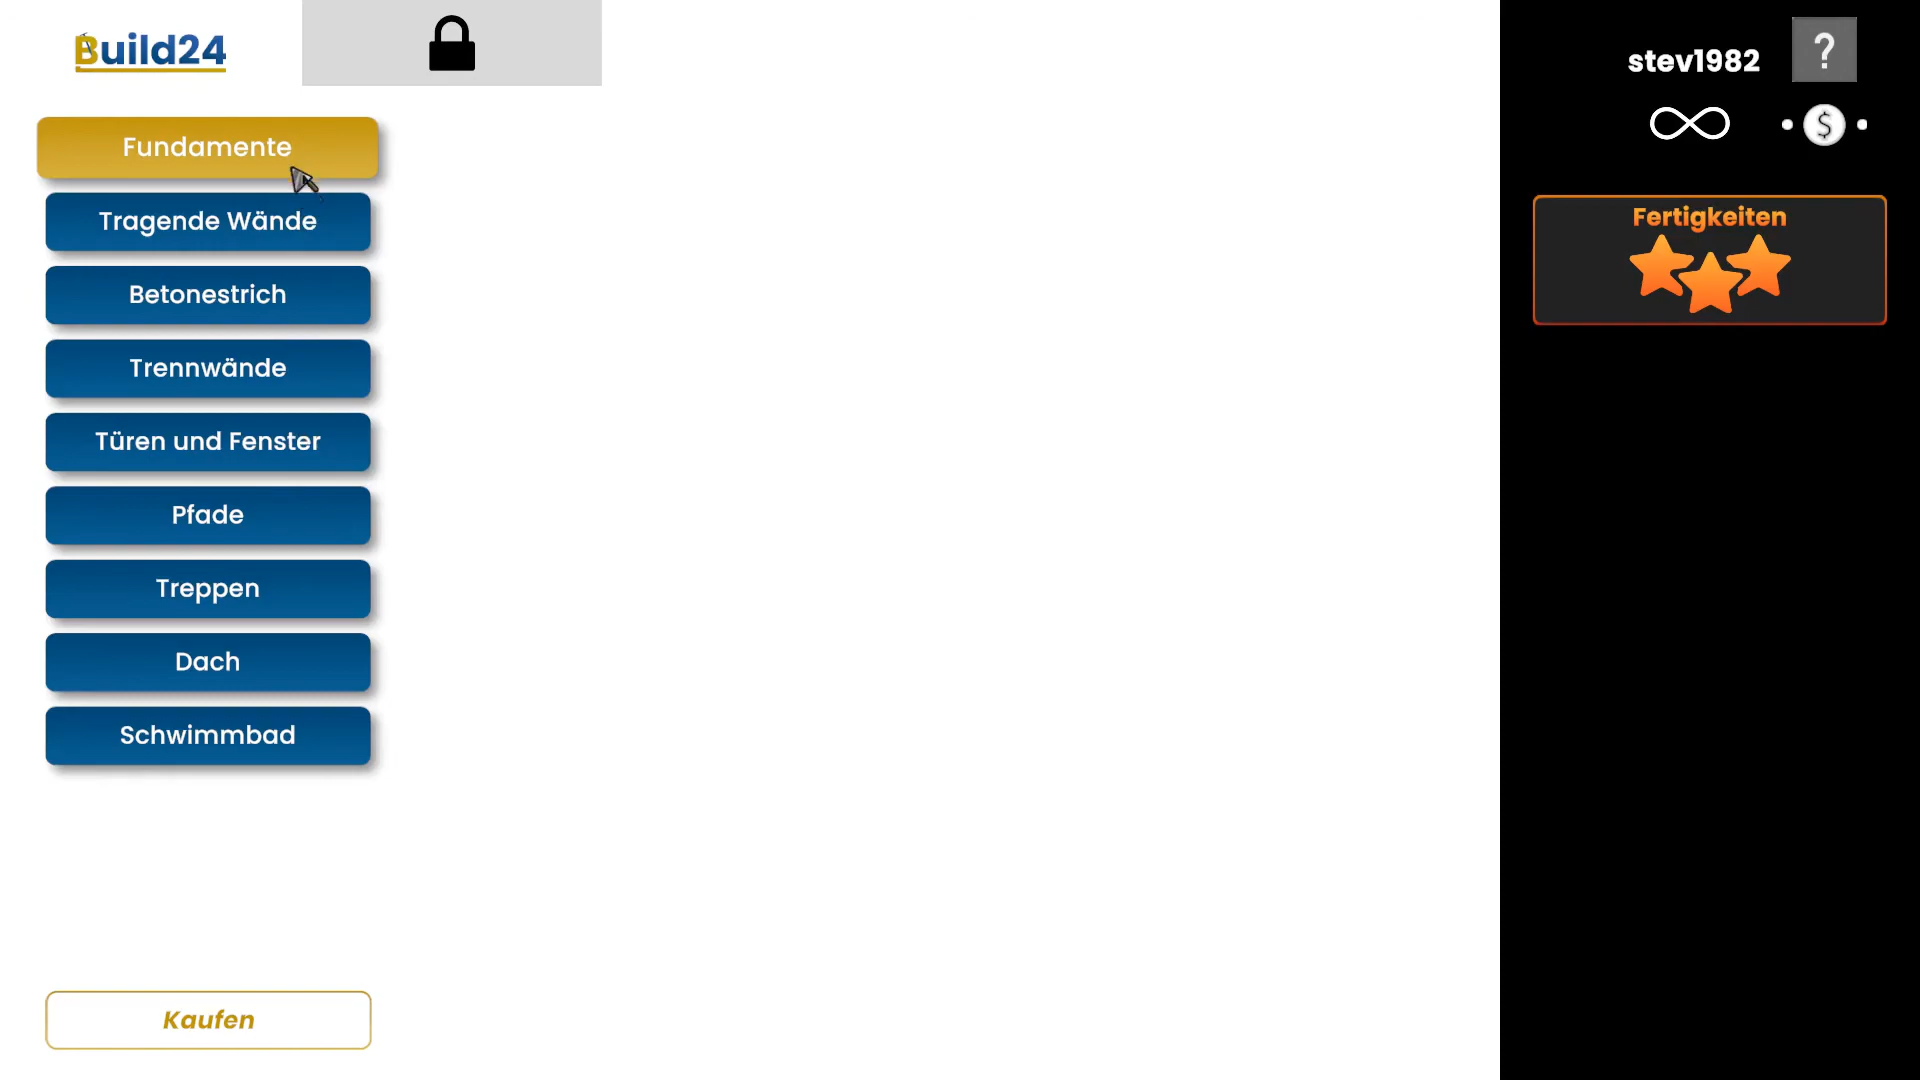 Build24
stev1982
?
$
Fertigkeiten
Fundamente
Tragende Wände
Betonestrich
Trennwände
Türen und Fenster
Pfade
Treppen
Dach
Schwimmbad
Kaufen